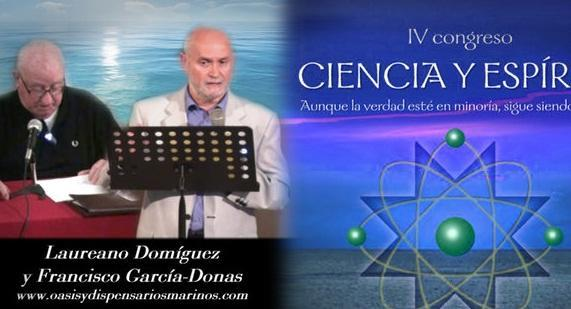 Laureano Domíguez
y Francisco García-Donas
www.oasisydispensariosmarinos.com
IV congreso
CIENCIA Y ESPÍR
Aunque la verdad esté en minoría, sigue siend